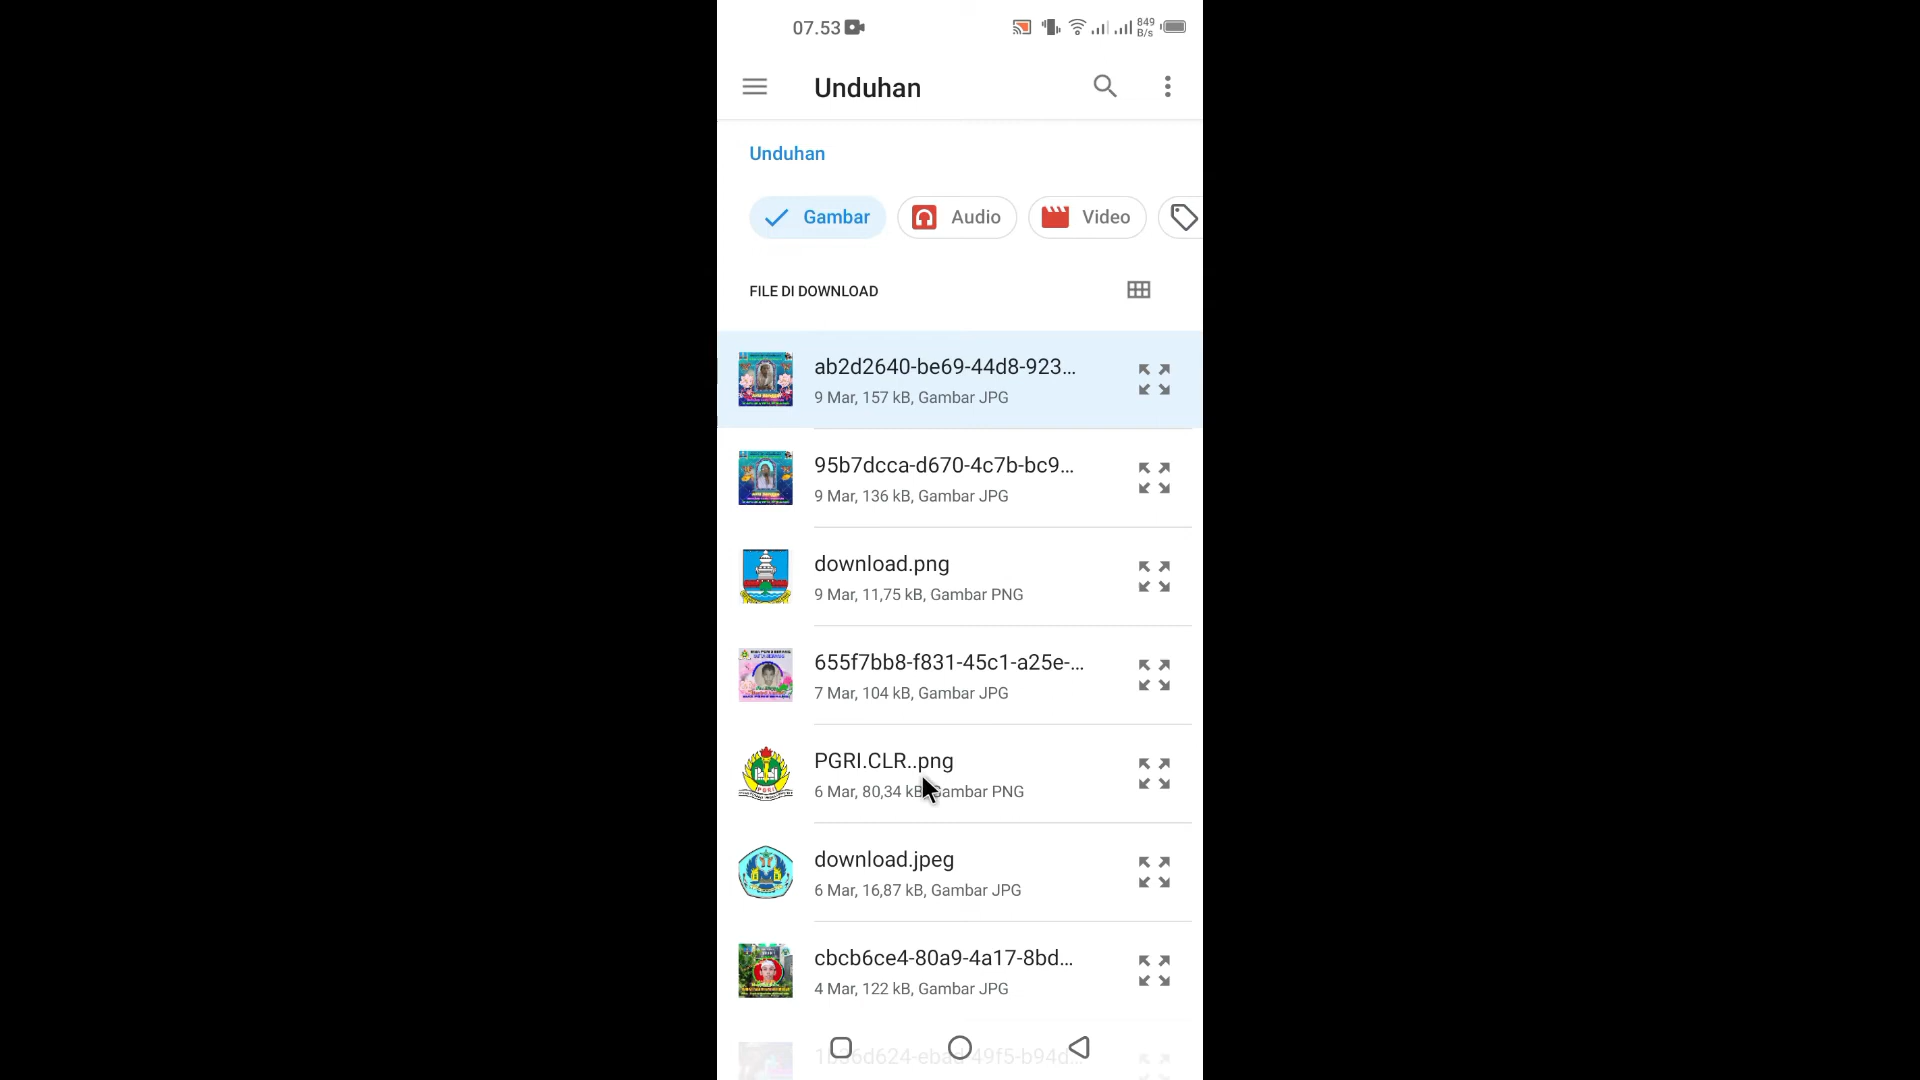 07.53
849
B/s
Unduhan
Unduhan
Gambar
Audio
Video
FILE DI DOWNLOAD
ab2d2640-be69-44d8-923...
9 Mar, 157 kB, Gambar JPG
95b7dcca-d670-4c7b-bc9...
9 Mar, 136 kB, Gambar JPG
download.png
9 Mar, 11,75 kB, Gambar PNG
655f7bb8-f831-45c1-a25e-...
7 Mar, 104 kB, Gambar JPG
PGRI.CLR..png
6 Mar, 80,34 kB, Gambar PNG
download.jpeg
6 Mar, 16,87 kB, Gambar JPG
cbcb6ce4-80a9-4a17-8bd...
4 Mar, 122 kB, Gambar JPG